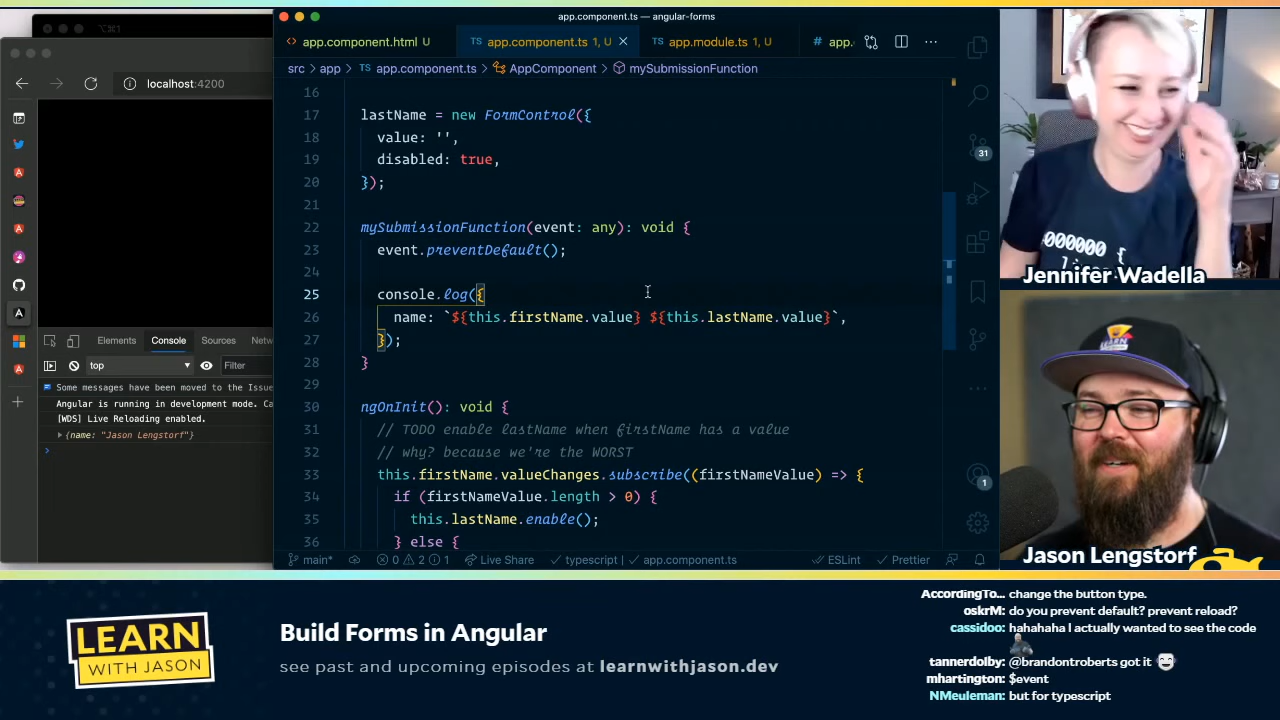 app.component.ts — angular-forms
⌥⌘1
app.component.html U
app.component.ts 1, U
app.module.ts 1, U
# app.
src > app > app.component.ts > AppComponent > mySubmissionFunction
localhost:4200
16
17 lastName = new FormControl({
18 value: '',
19 disabled: true,
20 });
21
22 mySubmissionFunction(event: any): void {
23 event.preventDefault();
24
25 console.log({
26 name: `${this.firstName.value} ${this.lastName.value}`,
27 });
28 }
29
30 ngOnInit(): void {
31 // TODO enable lastName when firstName has a value
32 // why? because we're the WORST
33 this.firstName.valueChanges.subscribe((firstNameValue) => {
34 if (firstNameValue.length > 0) {
35 this.lastName.enable();
36 } else {
31
1
Elements Console Sources Netw
top Filter
Some messages have been moved to the Issue
Angular is running in development mode. Ca
[WDS] Live Reloading enabled.
{name: "Jason Lengstorf"}
main* 0 2 1 Live Share typescript | app.component.ts ESLint Prettier
000000 {
Jennifer Wadella
Jason Lengstorf
LEARN
WITH JASON
Build Forms in Angular
see past and upcoming episodes at learnwithjason.dev
AccordingTo... change the button type.
oskrM: do you prevent default? prevent reload?
cassidoo: hahahaha I actually wanted to see the code
tannerdolby: @brandontroberts got it
mhartington: $event
NMeuleman: but for typescript